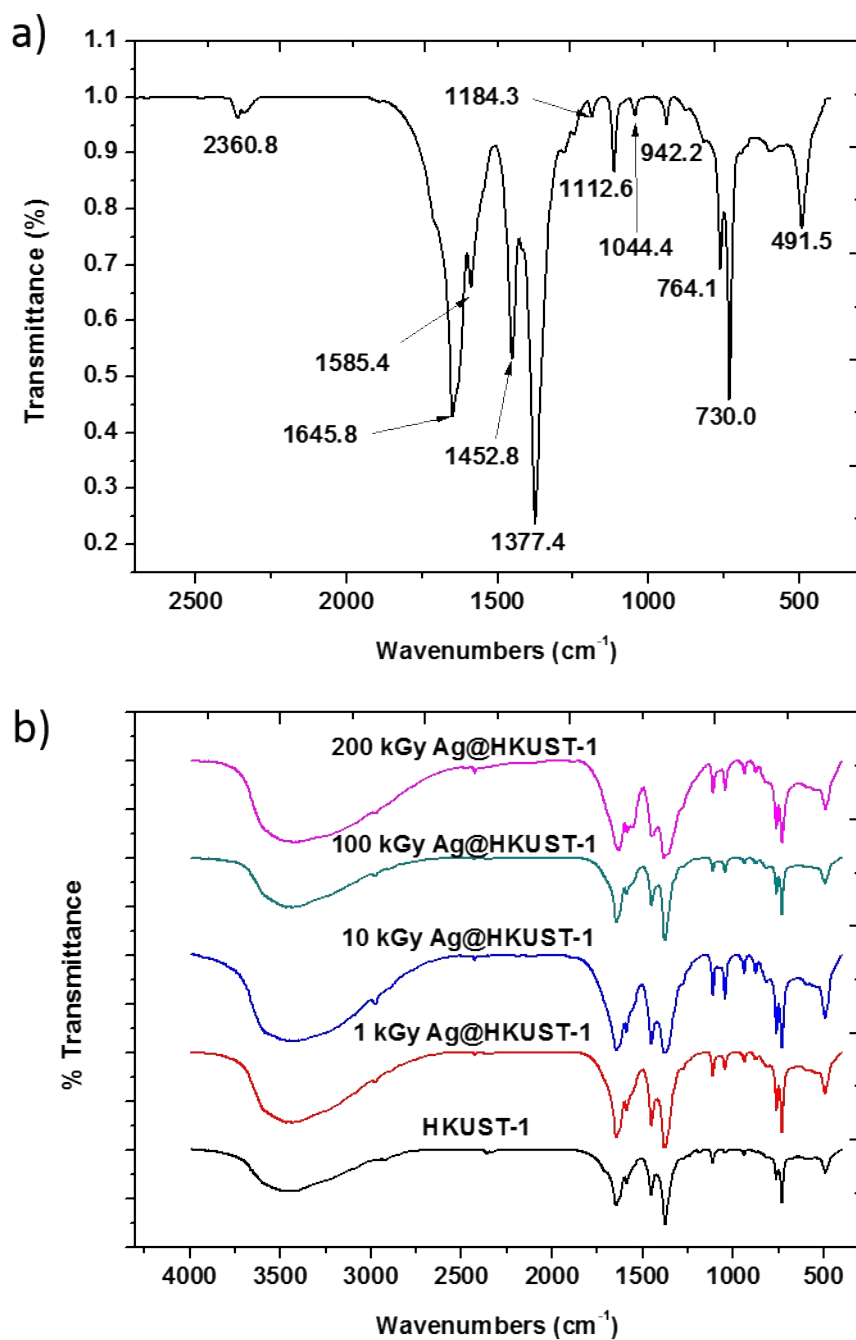 a)
Transmittance (%)
1.1
1.0
0.9
0.8
0.7
0.6
0.5
0.4
0.3
0.2
2360.8
1184.3
1112.6
1044.4
942.2
764.1
491.5
1585.4
1645.8
1452.8
730.0
1377.4
2500 2000 1500 1000 500
Wavenumbers (cm⁻¹)
b)
% Transmittance
200 kGy Ag@HKUST-1
100 kGy Ag@HKUST-1
10 kGy Ag@HKUST-1
1 kGy Ag@HKUST-1
HKUST-1
4000 3500 3000 2500 2000 1500 1000 500
Wavenumbers (cm⁻¹)